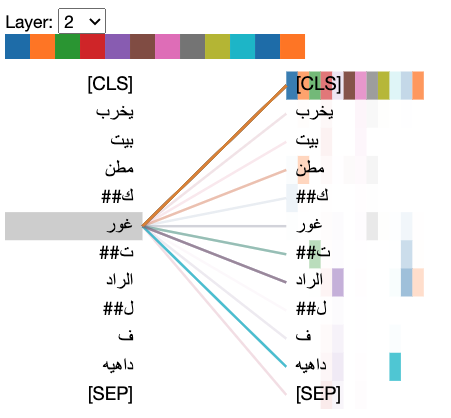 Layer: 2
[CLS] [CLS]
يخرب يخرب
بيت بيت
مطن مطن
##ك ##ك
غور غور
##ت ##ت
الراد الراد
##ل ##ل
ف ف
داهيه داهيه
[SEP] [SEP]